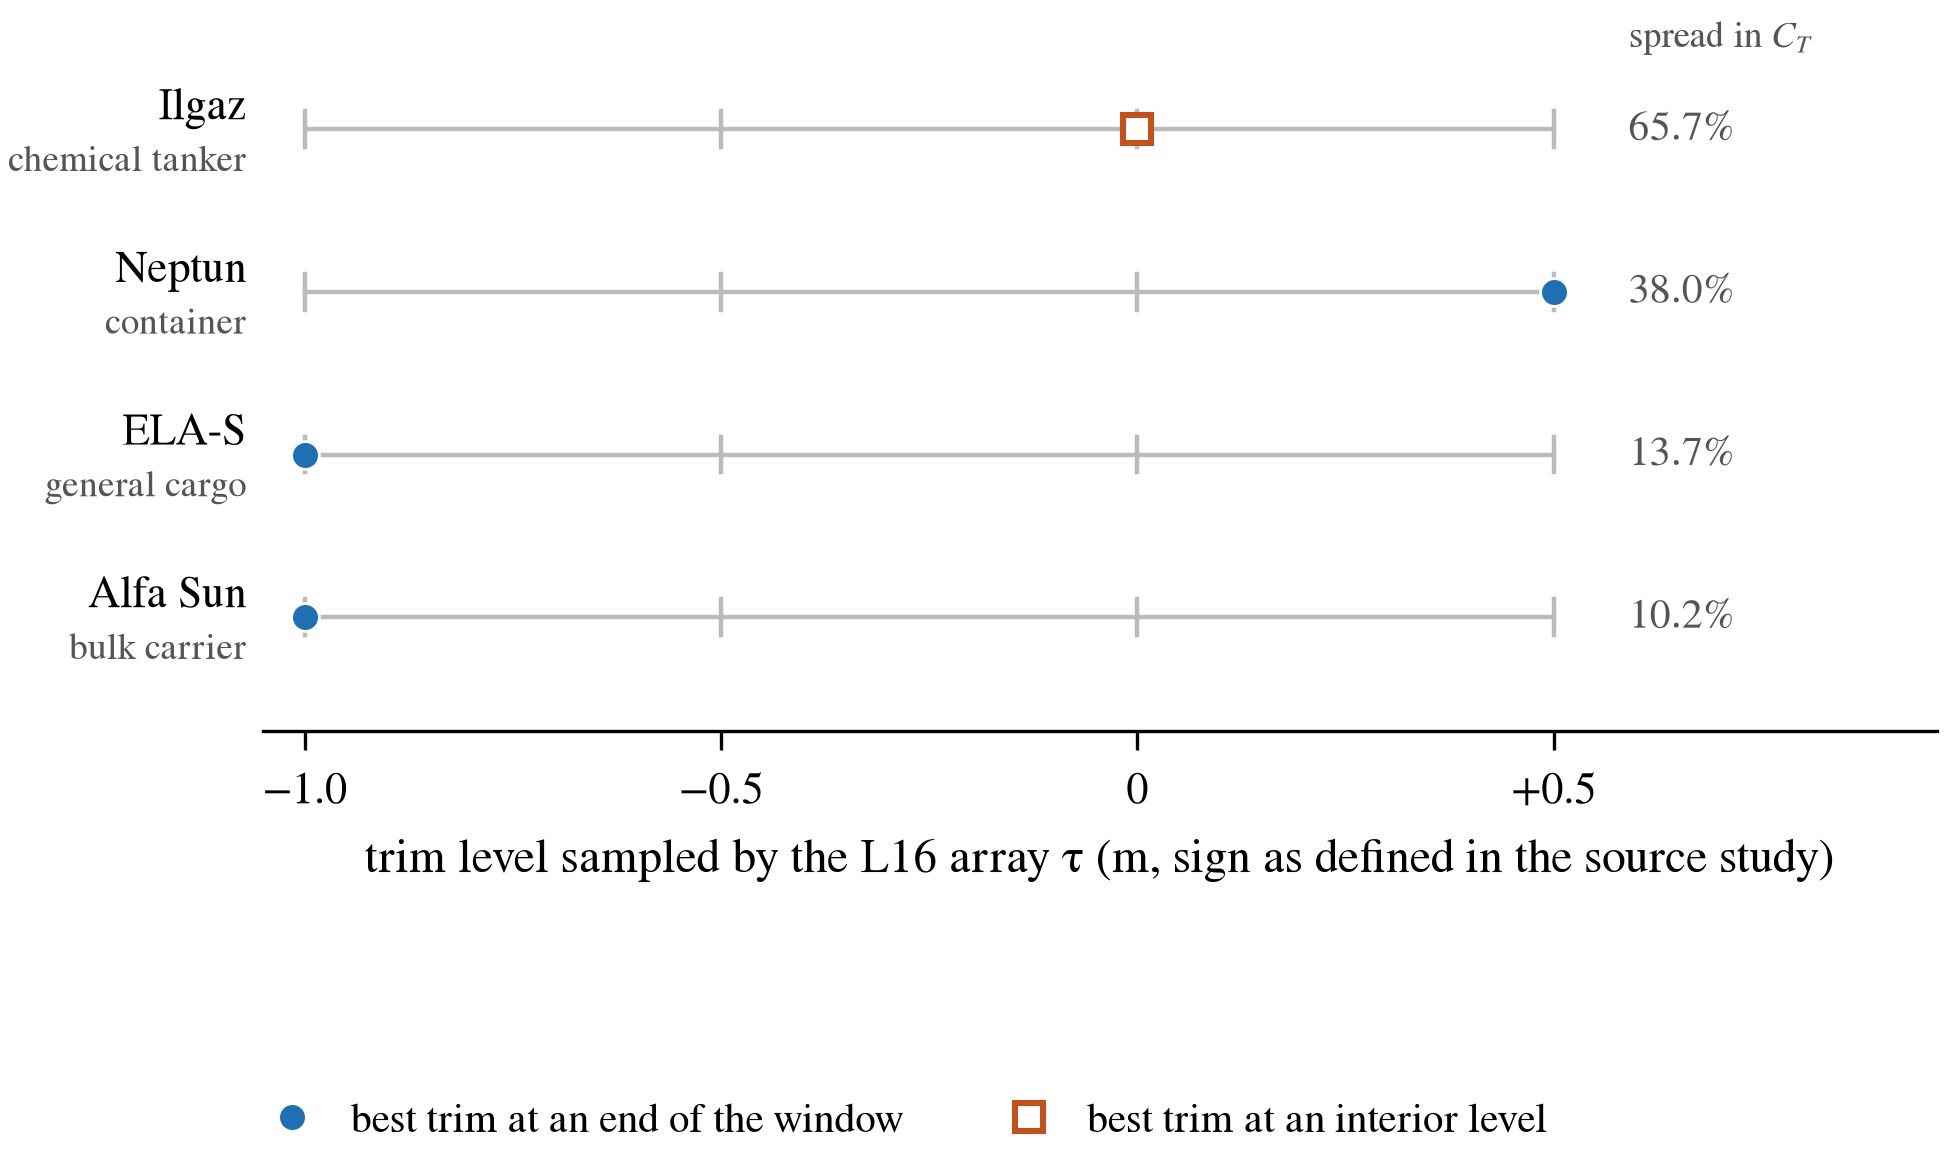 spread in C_T
Ilgaz
chemical tanker
65.7%
Neptun
container
38.0%
ELA-S
general cargo
13.7%
Alfa Sun
bulk carrier
10.2%
−1.0 −0.5 0 +0.5
trim level sampled by the L16 array τ (m, sign as defined in the source study)
best trim at an end of the window
best trim at an interior level